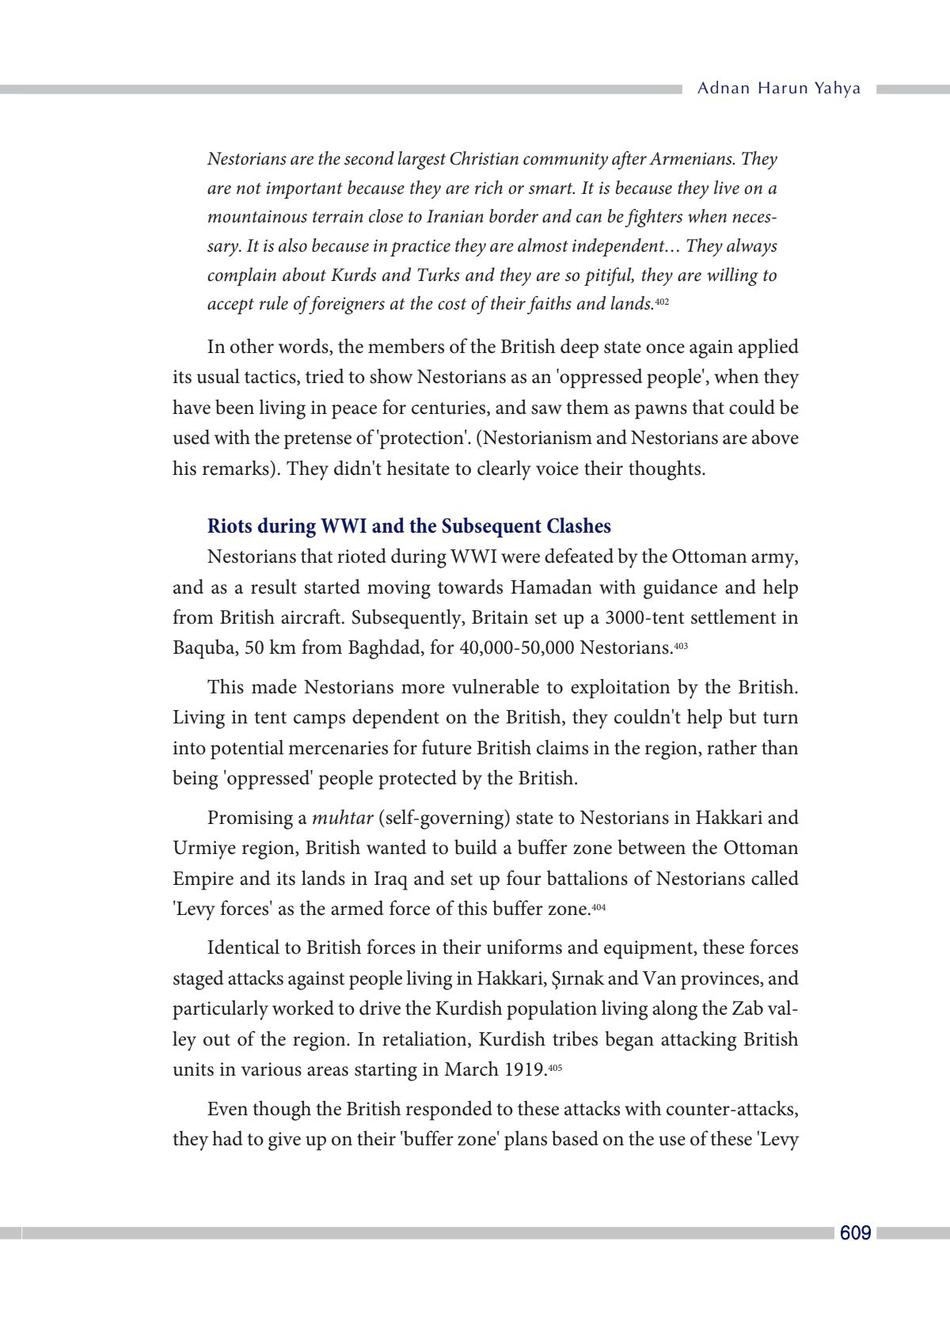 Adnan Harun Yahya
Nestorians are the second largest Christian community after Armenians. They
are not important because they are rich or smart. It is because they live on a
mountainous terrain close to Iranian border and can be fighters when neces-
sary. It is also because in practice they are almost independent… They always
complain about Kurds and Turks and they are so pitiful, they are willing to
accept rule of foreigners at the cost of their faiths and lands.402
In other words, the members of the British deep state once again applied
its usual tactics, tried to show Nestorians as an 'oppressed people', when they
have been living in peace for centuries, and saw them as pawns that could be
used with the pretense of 'protection'. (Nestorianism and Nestorians are above
his remarks). They didn't hesitate to clearly voice their thoughts.
Riots during WWI and the Subsequent Clashes
Nestorians that rioted during WWI were defeated by the Ottoman army,
and as a result started moving towards Hamadan with guidance and help
from British aircraft. Subsequently, Britain set up a 3000-tent settlement in
Baquba, 50 km from Baghdad, for 40,000-50,000 Nestorians.403
This made Nestorians more vulnerable to exploitation by the British.
Living in tent camps dependent on the British, they couldn't help but turn
into potential mercenaries for future British claims in the region, rather than
being 'oppressed' people protected by the British.
Promising a muhtar (self-governing) state to Nestorians in Hakkari and
Urmiye region, British wanted to build a buffer zone between the Ottoman
Empire and its lands in Iraq and set up four battalions of Nestorians called
'Levy forces' as the armed force of this buffer zone.404
Identical to British forces in their uniforms and equipment, these forces
staged attacks against people living in Hakkari, Şırnak and Van provinces, and
particularly worked to drive the Kurdish population living along the Zab val-
ley out of the region. In retaliation, Kurdish tribes began attacking British
units in various areas starting in March 1919.405
Even though the British responded to these attacks with counter-attacks,
they had to give up on their 'buffer zone' plans based on the use of these 'Levy
609